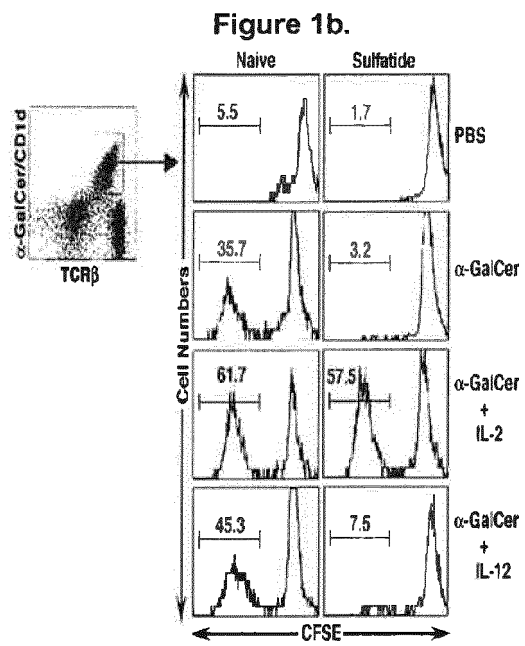 Figure 1b.
Naive
Sulfatide
α-GalCer/CD1d
TCRβ
Cell Numbers
5.5
1.7
PBS
35.7
3.2
α-GalCer
61.7
57.5
α-GalCer
+
IL-2
45.3
7.5
α-GalCer
+
IL-12
CFSE